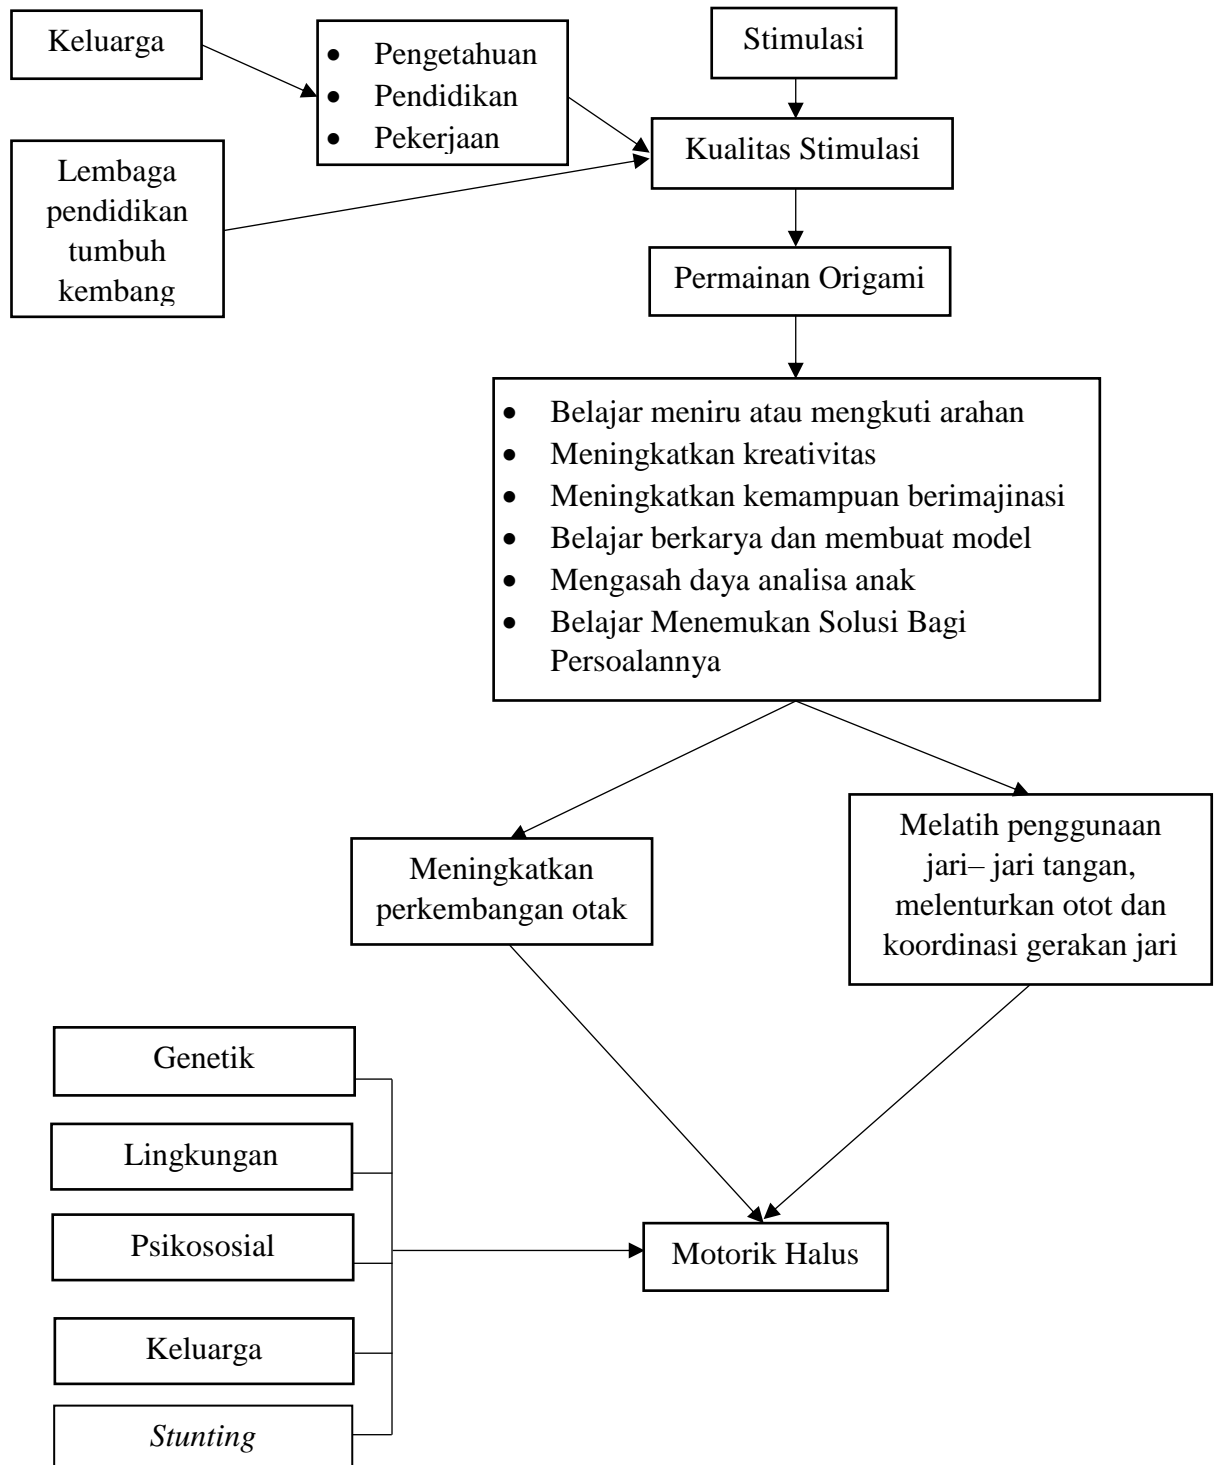 Keluarga
Pengetahuan
Pendidikan
Pekerjaan
Stimulasi
Kualitas Stimulasi
Lembaga
pendidikan
tumbuh
kembang
Permainan Origami
Belajar meniru atau mengkuti arahan
Meningkatkan kreativitas
Meningkatkan kemampuan berimajinasi
Belajar berkarya dan membuat model
Mengasah daya analisa anak
Belajar Menemukan Solusi Bagi
Persoalannya
Meningkatkan
perkembangan otak
Melatih penggunaan
jari– jari tangan,
melenturkan otot dan
koordinasi gerakan jari
Genetik
Lingkungan
Psikososial
Keluarga
Stunting
Motorik Halus